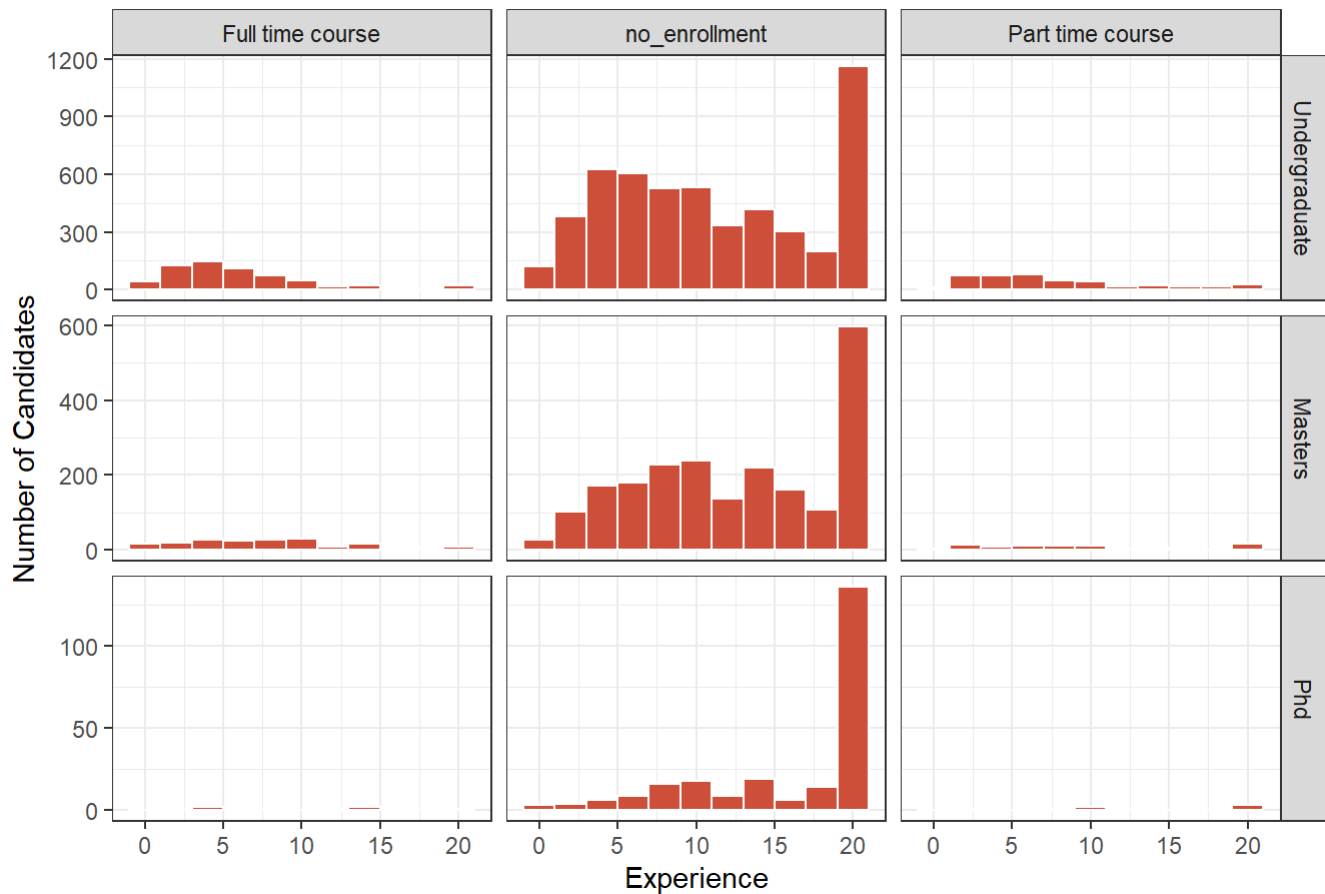 Full time course no_enrollment Part time course
1200
900
600
300
0
Undergraduate
600
400
200
0
Masters
100
50
0
Phd
0 5 10 15 20 0 5 10 15 20 0 5 10 15 20
Experience
Number of Candidates